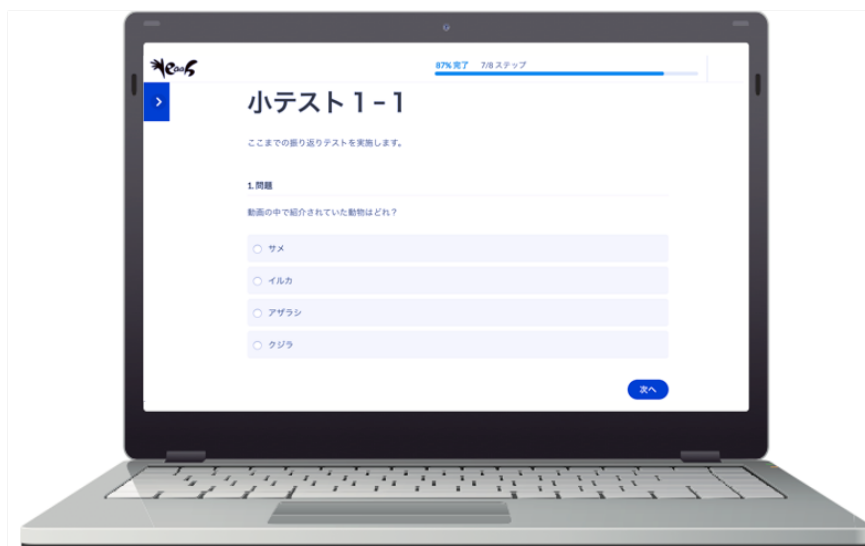 87% 完了 7/8 ステップ
小テスト1-1
ここまでの振り返りテストを実施します。
1. 問題
動画の中で紹介されていた動物はどれ？
サメ
イルカ
アザラシ
クジラ
次へ